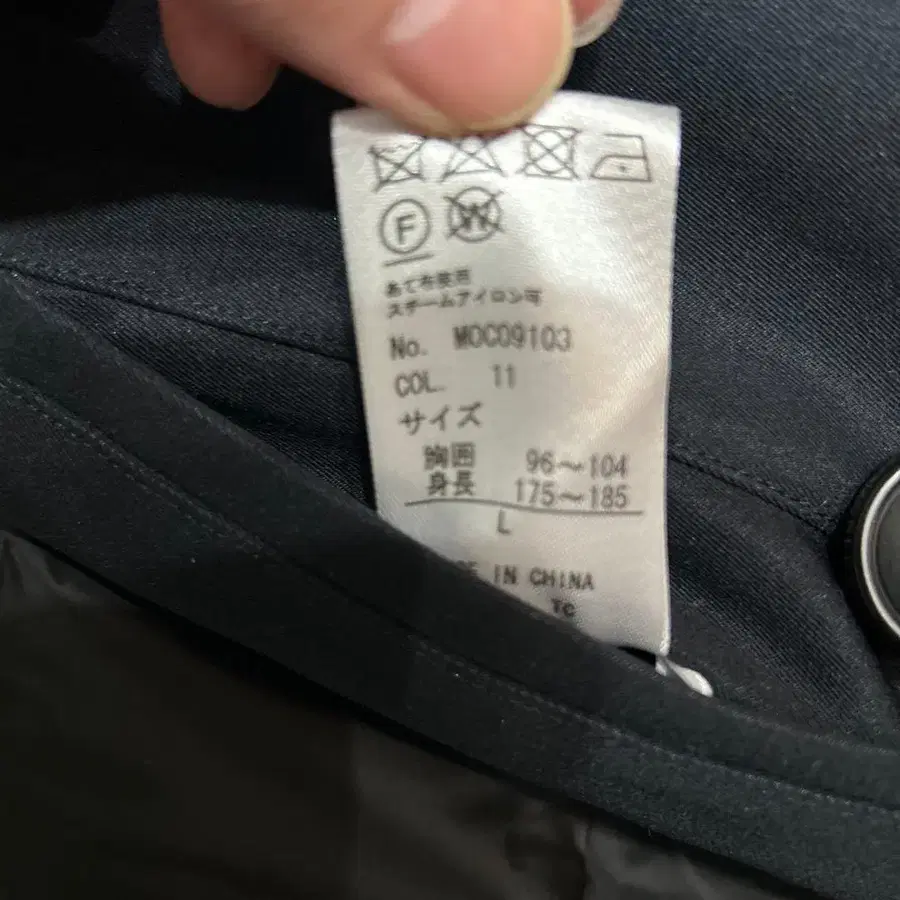 F W
あて布使用
スチームアイロン可
No. MOC09103
COL. 11
サイズ
胸囲 96～104
身長 175～185
L
IN CHINA
Tc